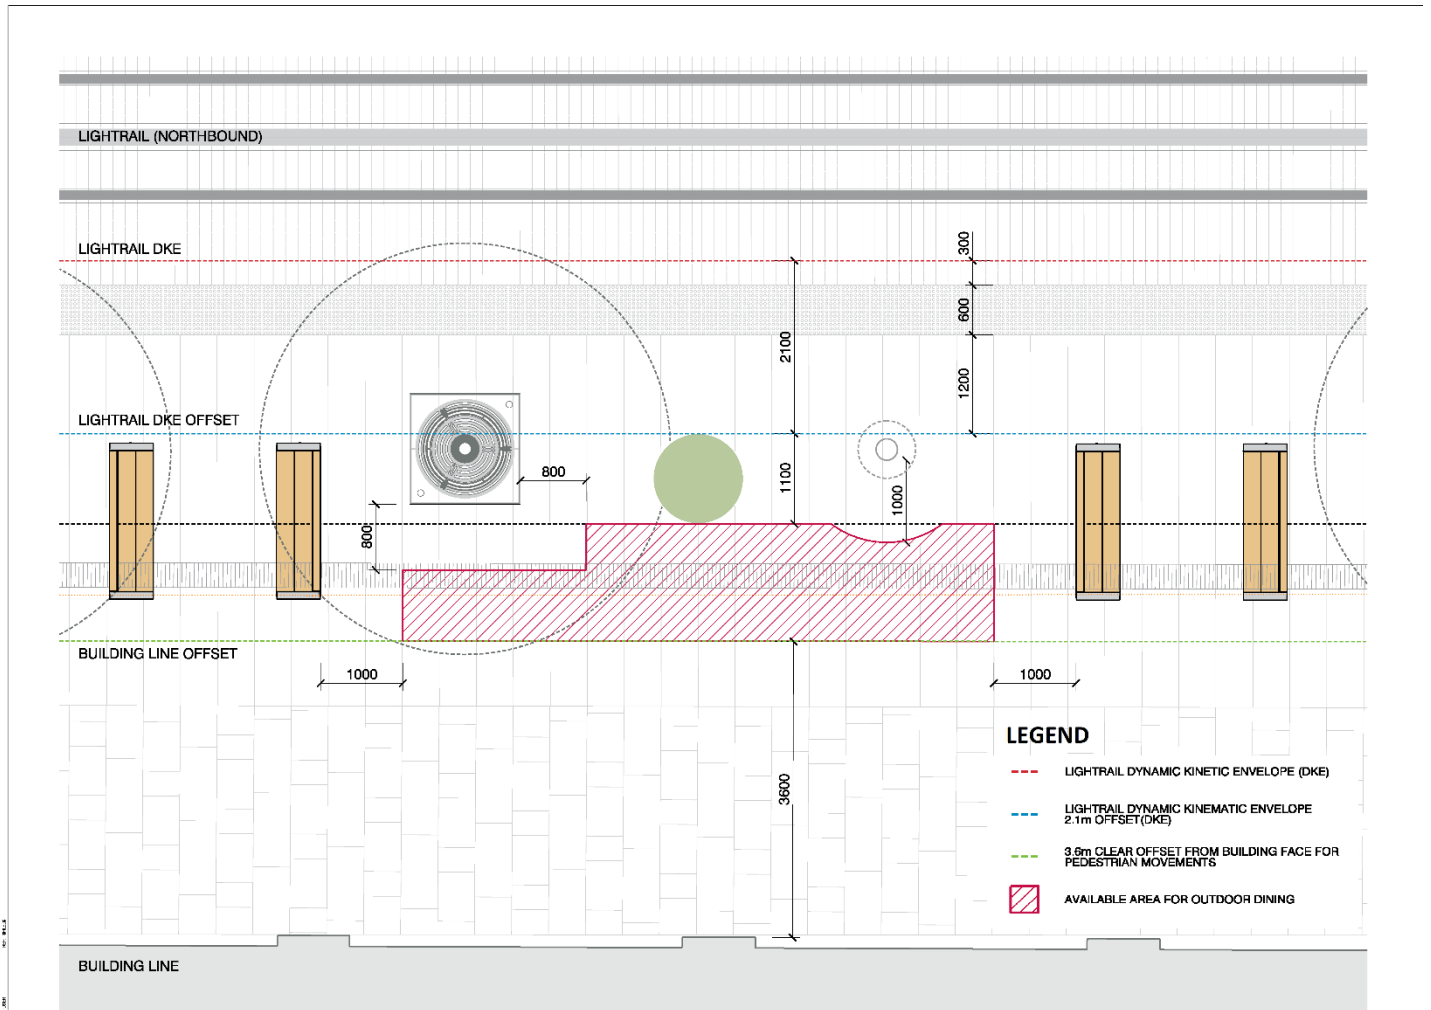 LIGHTRAIL (NORTHBOUND)
LIGHTRAIL DKE
300
600
2100
1200
LIGHTRAIL DKE OFFSET
800
1100
1000
800
BUILDING LINE OFFSET
1000
1000
3600
LEGEND
LIGHTRAIL DYNAMIC KINETIC ENVELOPE (DKE)
LIGHTRAIL DYNAMIC KINEMATIC ENVELOPE
2.1m OFFSET(DKE)
3.6m CLEAR OFFSET FROM BUILDING FACE FOR
PEDESTRIAN MOVEMENTS
AVAILABLE AREA FOR OUTDOOR DINING
BUILDING LINE